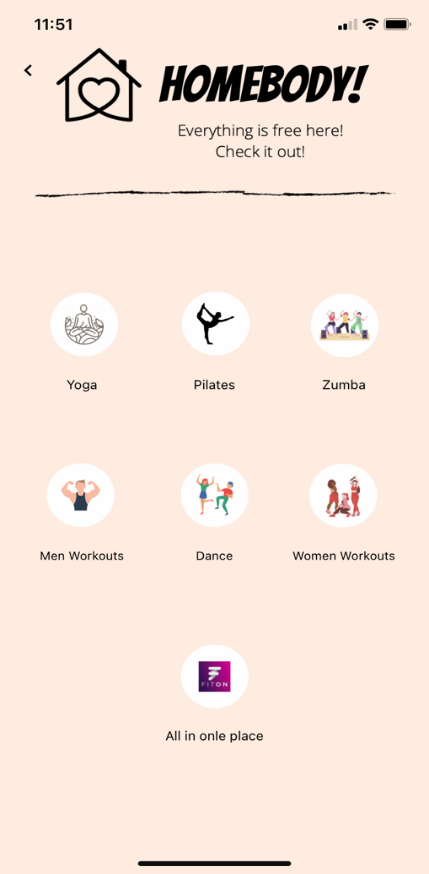 11:51
HOMEBODY!
Everything is free here!
Check it out!
Yoga
Pilates
Zumba
Men Workouts
Dance
Women Workouts
FITON
All in onle place